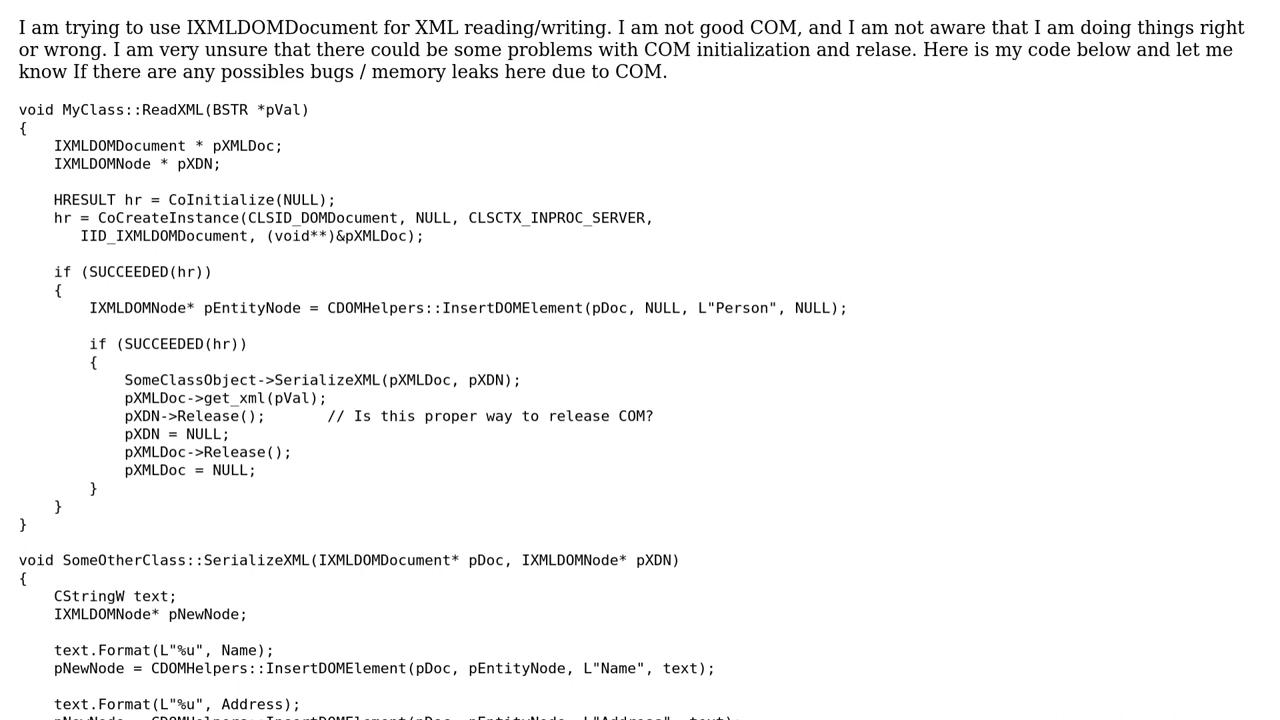 I am trying to use IXMLDOMDocument for XML reading/writing. I am not good COM, and I am not aware that I am doing things right
or wrong. I am very unsure that there could be some problems with COM initialization and relase. Here is my code below and let me
know If there are any possibles bugs / memory leaks here due to COM.
void MyClass::ReadXML(BSTR *pVal)
{
    IXMLDOMDocument * pXMLDoc;
    IXMLDOMNode * pXDN;
    HRESULT hr = CoInitialize(NULL);
    hr = CoCreateInstance(CLSID_DOMDocument, NULL, CLSCTX_INPROC_SERVER,
       IID_IXMLDOMDocument, (void**)&pXMLDoc);
    if (SUCCEEDED(hr))
    {
        IXMLDOMNode* pEntityNode = CDOMHelpers::InsertDOMElement(pDoc, NULL, L"Person", NULL);
        if (SUCCEEDED(hr))
        {
            SomeClassObject->SerializeXML(pXMLDoc, pXDN);
            pXMLDoc->get_xml(pVal);
            pXDN->Release();       // Is this proper way to release COM?
            pXDN = NULL;
            pXMLDoc->Release();
            pXMLDoc = NULL;
        }
    }
}
void SomeOtherClass::SerializeXML(IXMLDOMDocument* pDoc, IXMLDOMNode* pXDN)
{
    CStringW text;
    IXMLDOMNode* pNewNode;
    text.Format(L"%u", Name);
    pNewNode = CDOMHelpers::InsertDOMElement(pDoc, pEntityNode, L"Name", text);
    text.Format(L"%u", Address);
    pNewNode = CDOMHelpers::InsertDOMElement(pDoc, pEntityNode, L"Address", text);